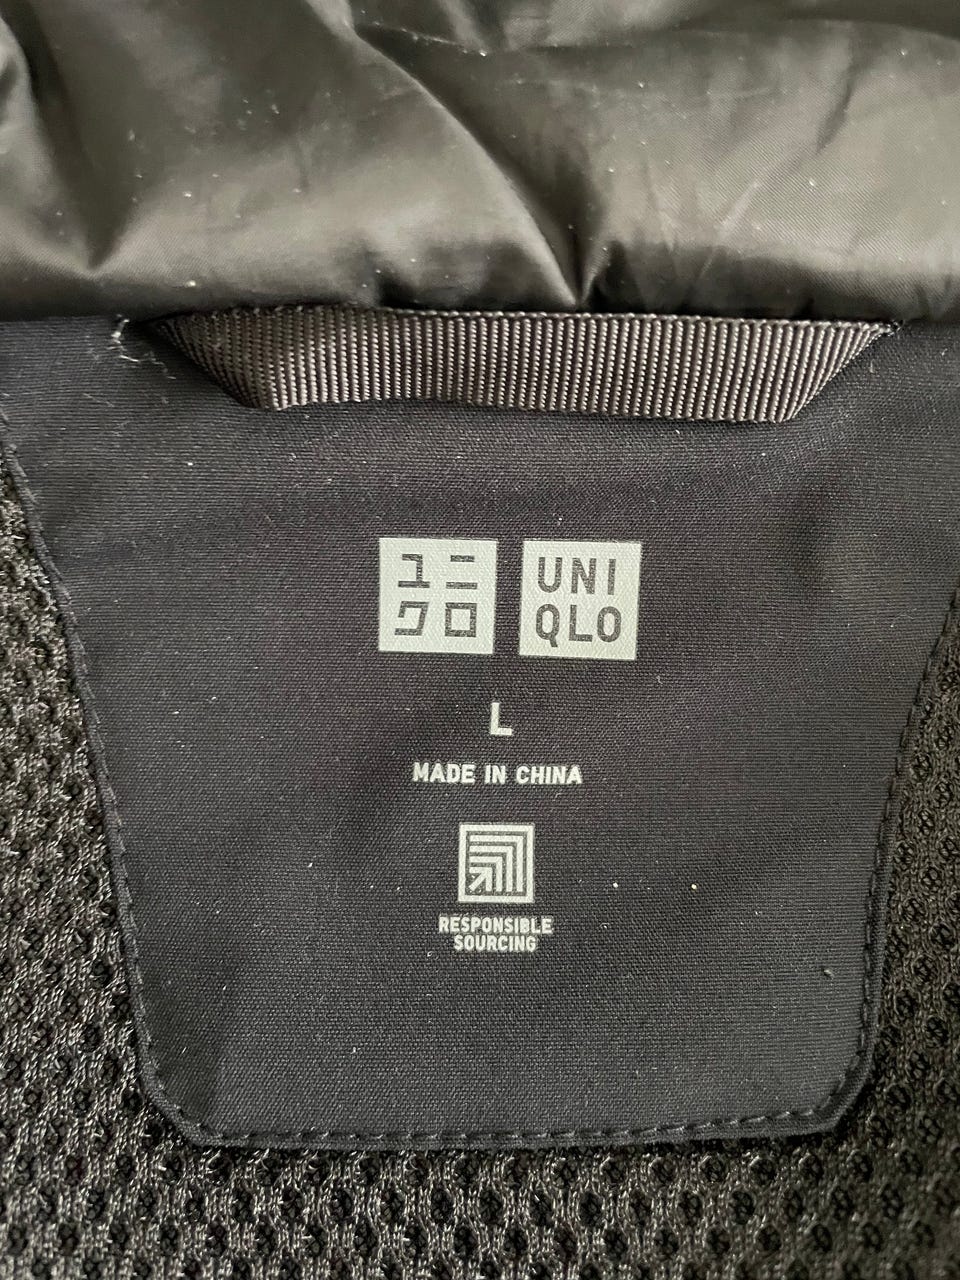 ユニ
クロ
UNI
QLO
L
MADE IN CHINA
RESPONSIBLE
SOURCING